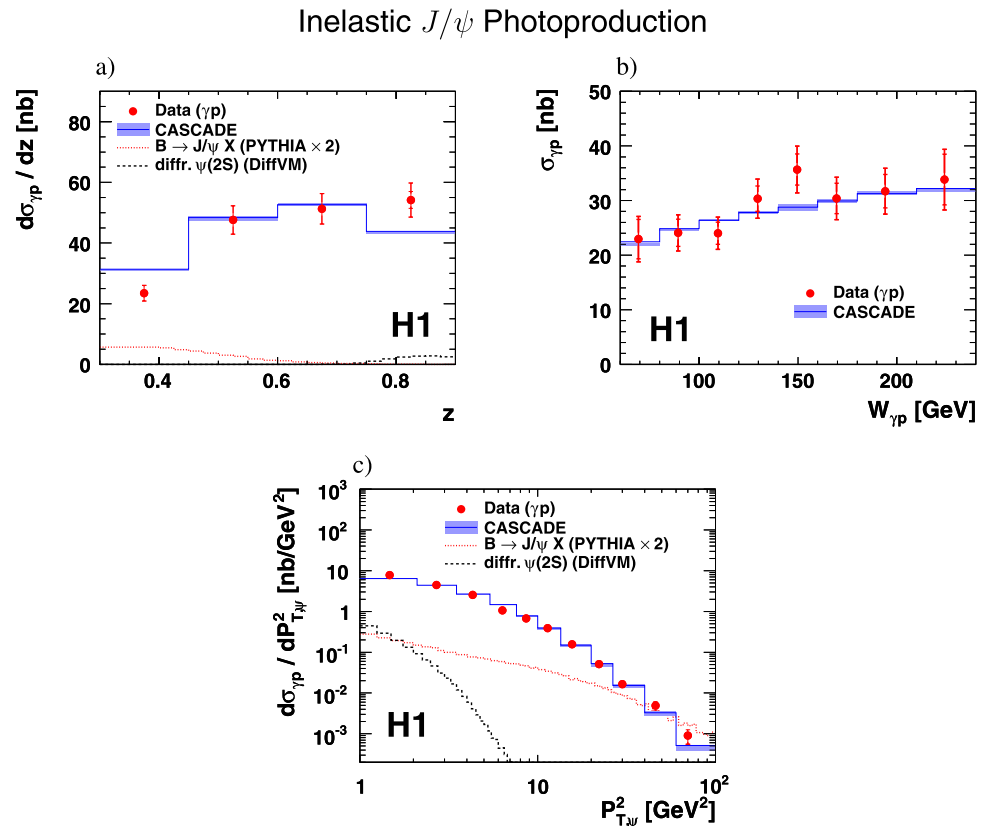 Inelastic J/ψ Photoproduction
a)
dσγp / dz [nb]
80
60
40
20
0
Data (γp)
CASCADE
B → J/ψ X (PYTHIA × 2)
diffr. ψ(2S) (DiffVM)
H1
0.4
0.6
0.8
z
b)
σγp [nb]
50
40
30
20
10
0
Data (γp)
CASCADE
H1
100
150
200
Wγp [GeV]
c)
dσγp / dP²T,ψ [nb/GeV²]
10³
10²
10
1
10⁻¹
10⁻²
10⁻³
Data (γp)
CASCADE
B → J/ψ X (PYTHIA × 2)
diffr. ψ(2S) (DiffVM)
H1
1
10
10²
P²T,ψ [GeV²]